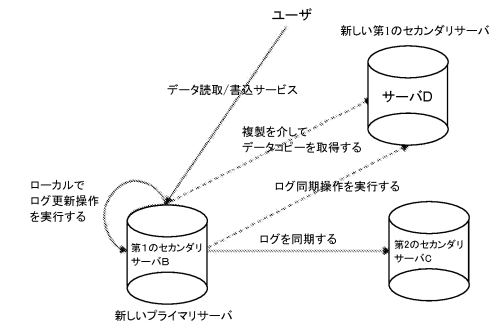 ユーザ
新しい第1のセカンダリサーバ
データ読取/書込サービス
サーバD
複製を介して
データコピーを取得する
ローカルで
ログ更新操作
を実行する
ログ同期操作を実行する
第1のセカンダリ
サーバB
ログを同期する
第2のセカンダリ
サーバC
新しいプライマリサーバ